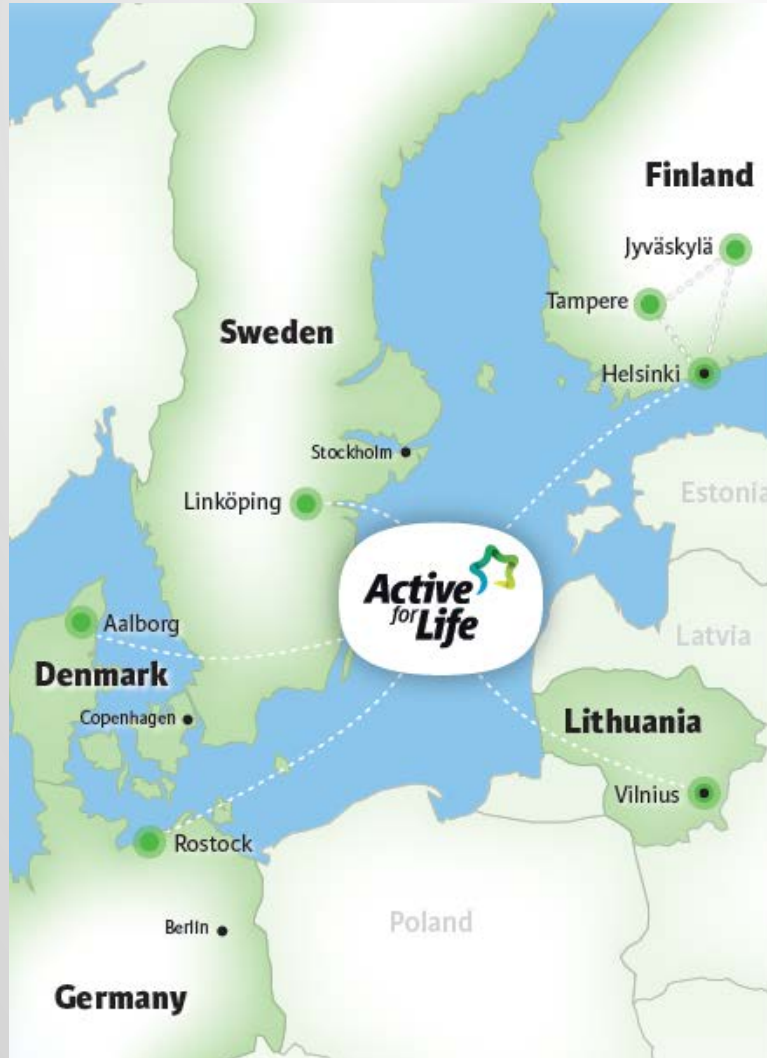 Finland
Jyväskylä
Tampere
Sweden
Helsinki
Stockholm
Linköping
Estonia
Active
for Life
Aalborg
Latvia
Denmark
Copenhagen
Lithuania
Vilnius
Rostock
Poland
Berlin
Germany